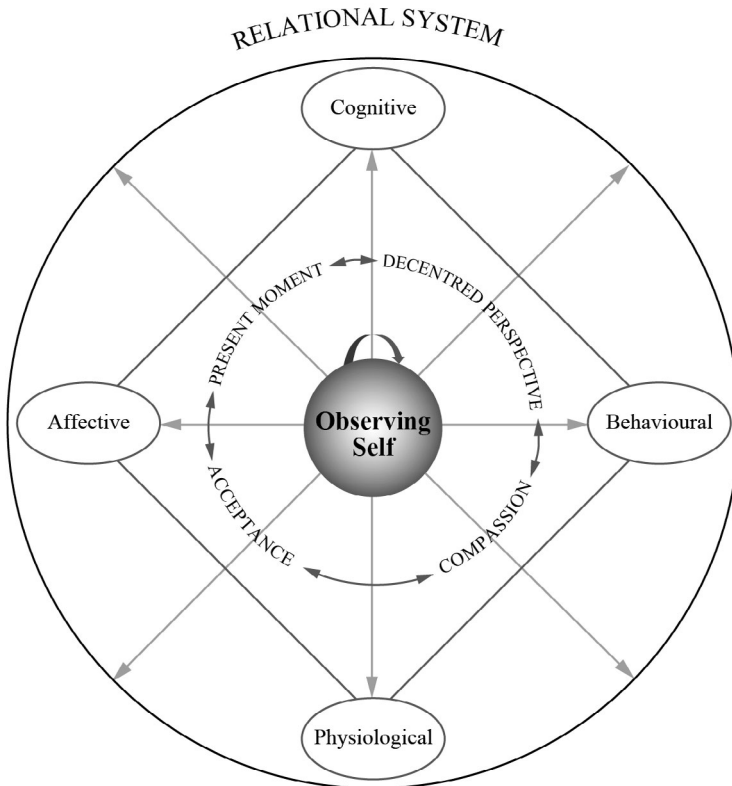 RELATIONAL SYSTEM
Cognitive
PRESENT MOMENT
DECENTRED PERSPECTIVE
Affective
Observing
Self
Behavioural
ACCEPTANCE
COMPASSION
Physiological